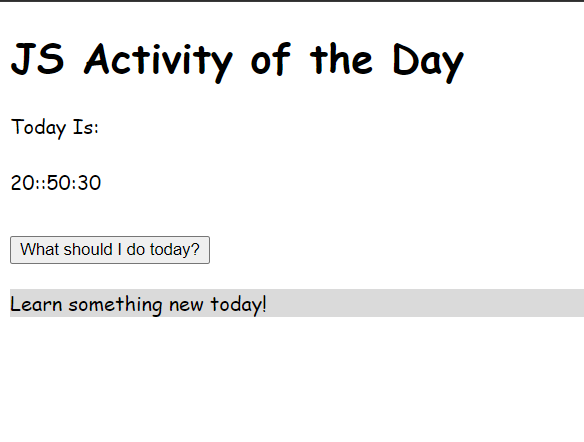 JS Activity of the Day
Today Is:
20::50:30
What should I do today?
Learn something new today!